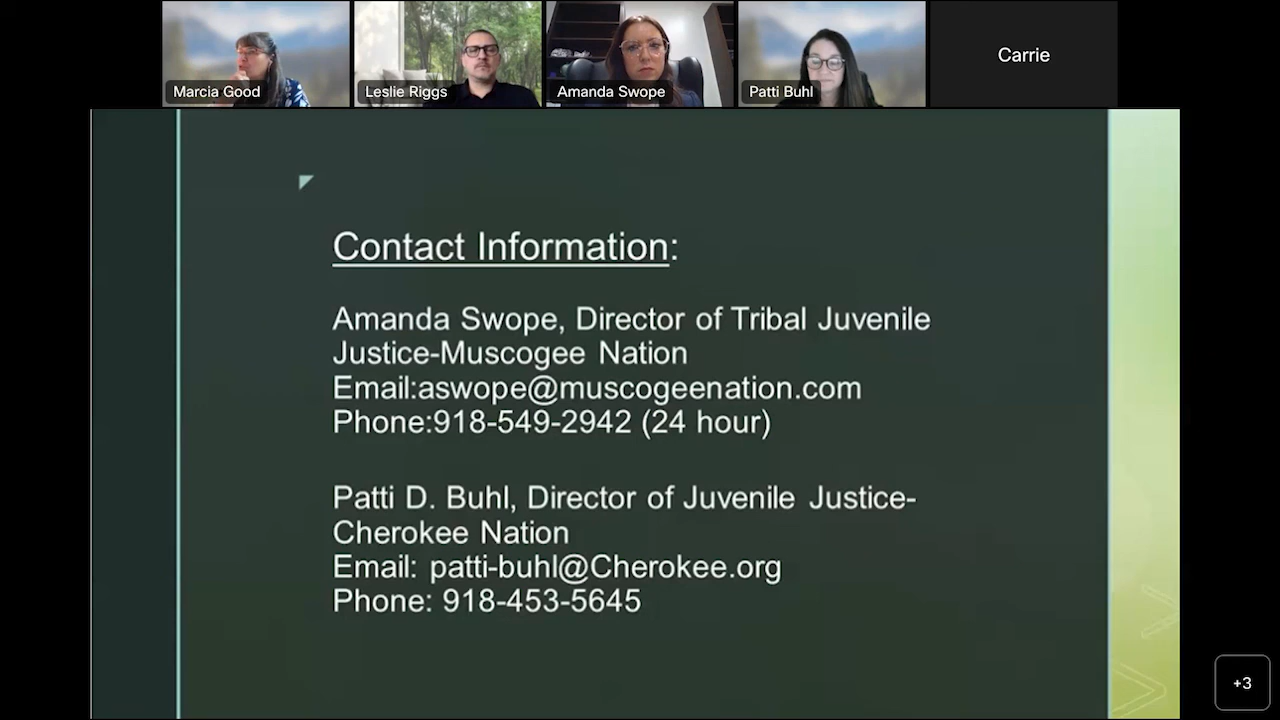 Marcia Good
Leslie Riggs
Amanda Swope
Patti Buhl
Carrie
Contact Information:
Amanda Swope, Director of Tribal Juvenile
Justice-Muscogee Nation
Email:aswope@muscogeenation.com
Phone:918-549-2942 (24 hour)
Patti D. Buhl, Director of Juvenile Justice-
Cherokee Nation
Email: patti-buhl@Cherokee.org
Phone: 918-453-5645
+3